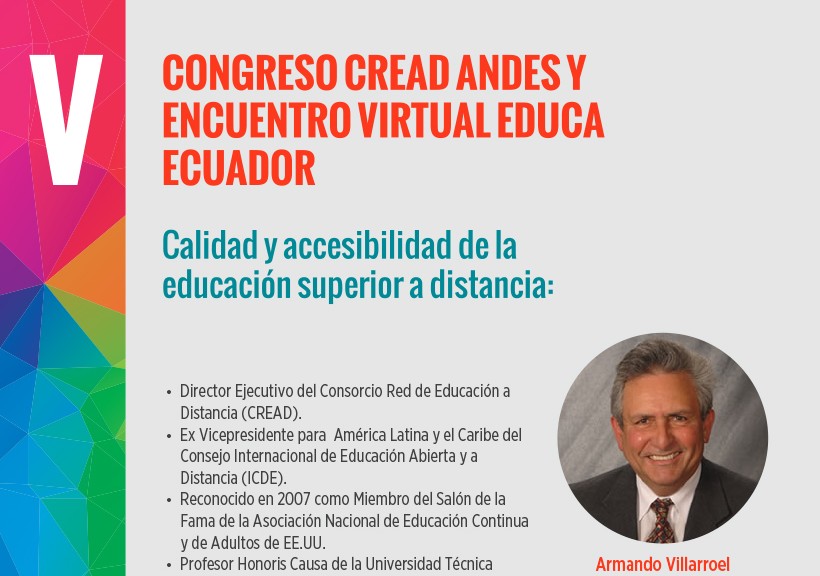 V
CONGRESO CREAD ANDES Y
ENCUENTRO VIRTUAL EDUCA
ECUADOR
Calidad y accesibilidad de la
educación superior a distancia:
• Director Ejecutivo del Consorcio Red de Educación a
Distancia (CREAD).
• Ex Vicepresidente para  América Latina y el Caribe del
Consejo Internacional de Educación Abierta y a
Distancia (ICDE).
• Reconocido en 2007 como Miembro del Salón de la
Fama de la Asociación Nacional de Educación Continua
y de Adultos de EE.UU.
• Profesor Honoris Causa de la Universidad Técnica
Armando Villarroel